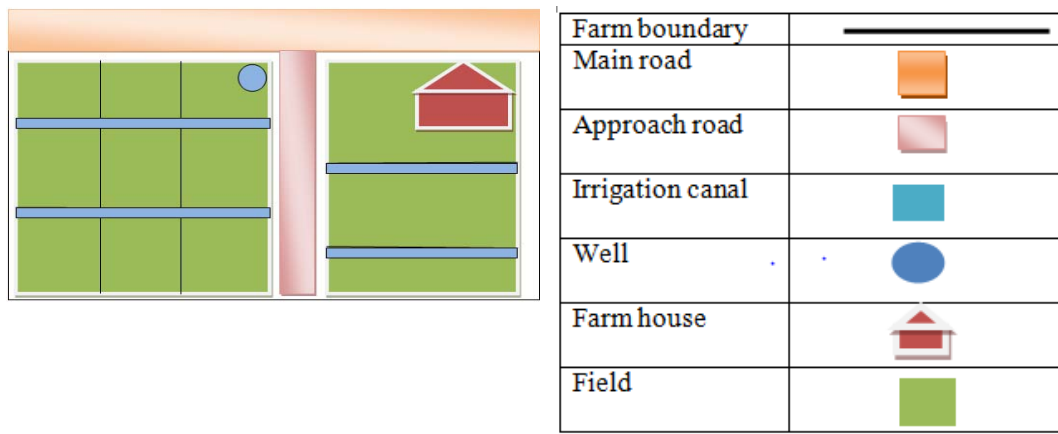 Farm boundary
Main road
Approach road
Irrigation canal
Well
Farm house
Field